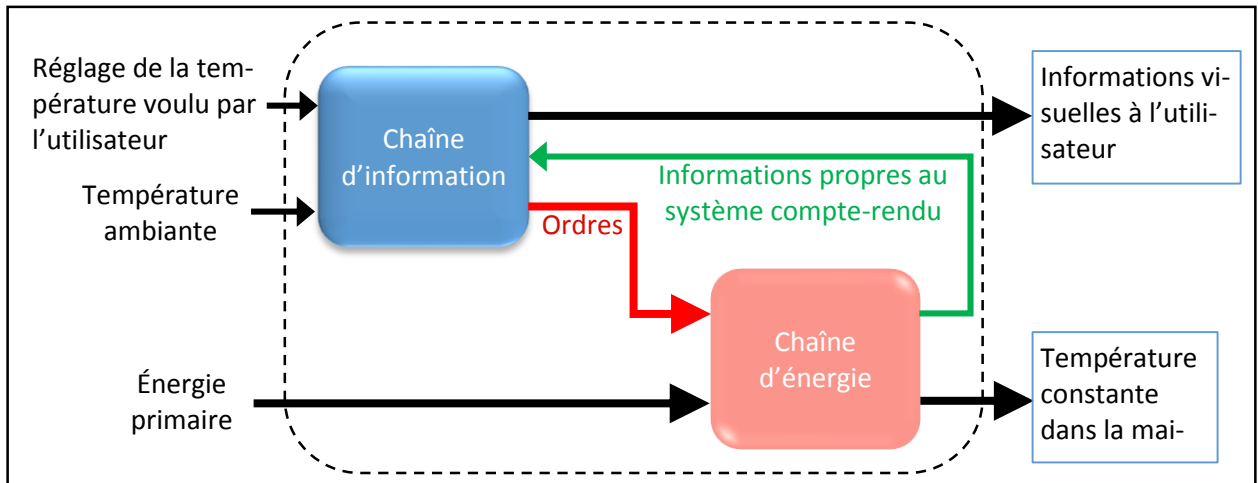 Réglage de la tem-
pérature voulu par
l’utilisateur
Température
ambiante
Énergie
primaire
Chaîne
d’information
Ordres
Informations propres au
système compte-rendu
Chaîne
d’énergie
Informations vi-
suelles à l’utili-
sateur
Température
constante
dans la mai-